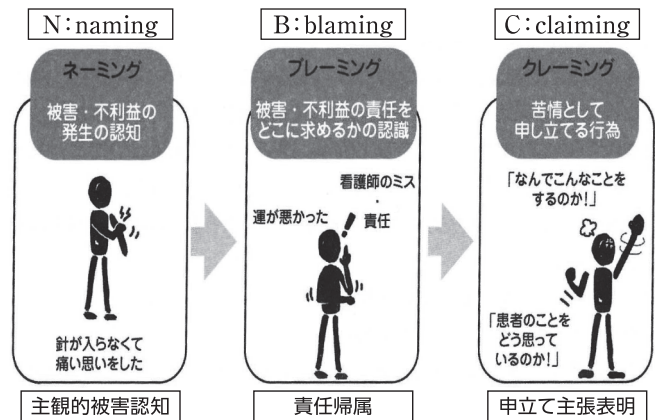 N:naming
ネーミング
被害・不利益の
発生の認知
針が入らなくて
痛い思いをした
主観的被害認知
B:blaming
ブレーミング
被害・不利益の責任を
どこに求めるかの認識
看護師のミス
・
責任
運が悪かった
責任帰属
C:claiming
クレーミング
苦情として
申し立てる行為
「なんでこんなことを
するのか!」
「患者のことを
どう思って
いるのか!」
申立て主張表明